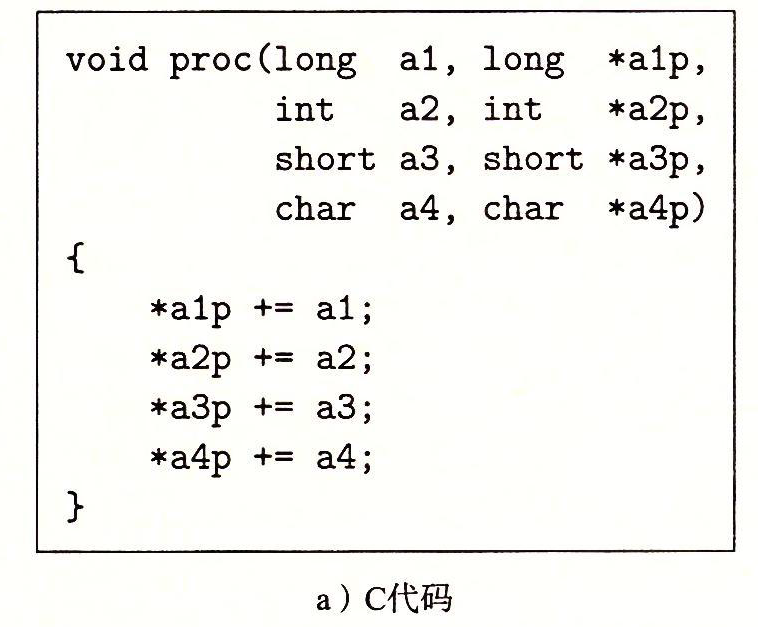 void proc(long  a1, long  *a1p,
          int   a2, int   *a2p,
          short a3, short *a3p,
          char  a4, char  *a4p)
{
    *a1p += a1;
    *a2p += a2;
    *a3p += a3;
    *a4p += a4;
}
a）C代码